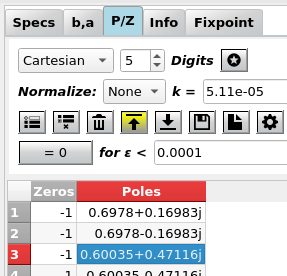 Specs b,a P/Z Info Fixpoint
Cartesian 5 Digits
Normalize: None k = 5.11e-05
= 0 for ε < 0.0001
Zeros Poles
1 -1 0.6978+0.16983j
2 -1 0.6978-0.16983j
3 -1 0.60035+0.47116j
-1 0.60035-0.47116j